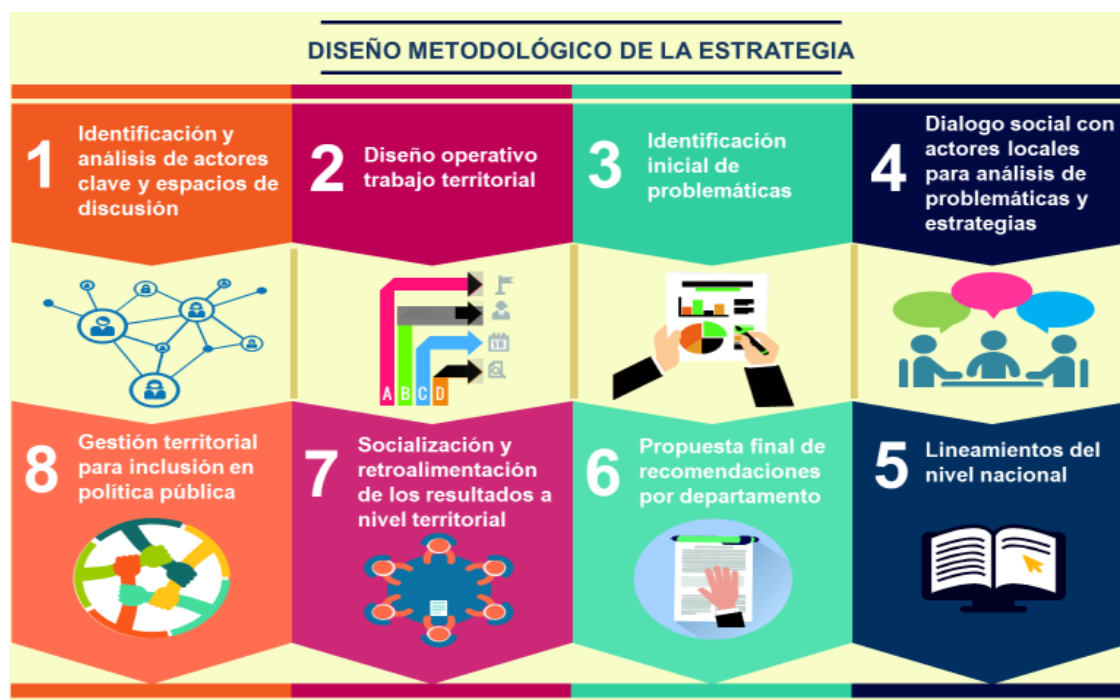 DISEÑO METODOLÓGICO DE LA ESTRATEGIA
1
Identificación y
análisis de actores
clave y espacios de
discusión
2
Diseño operativo
trabajo territorial
3
Identificación
inicial de
problemáticas
4
Dialogo social con
actores locales
para análisis de
problemáticas y
estrategias
A B C D
8
Gestión territorial
para inclusión en
política pública
7
Socialización y
retroalimentación
de los resultados a
nivel territorial
6
Propuesta final de
recomendaciones
por departamento
5
Lineamientos del
nivel nacional